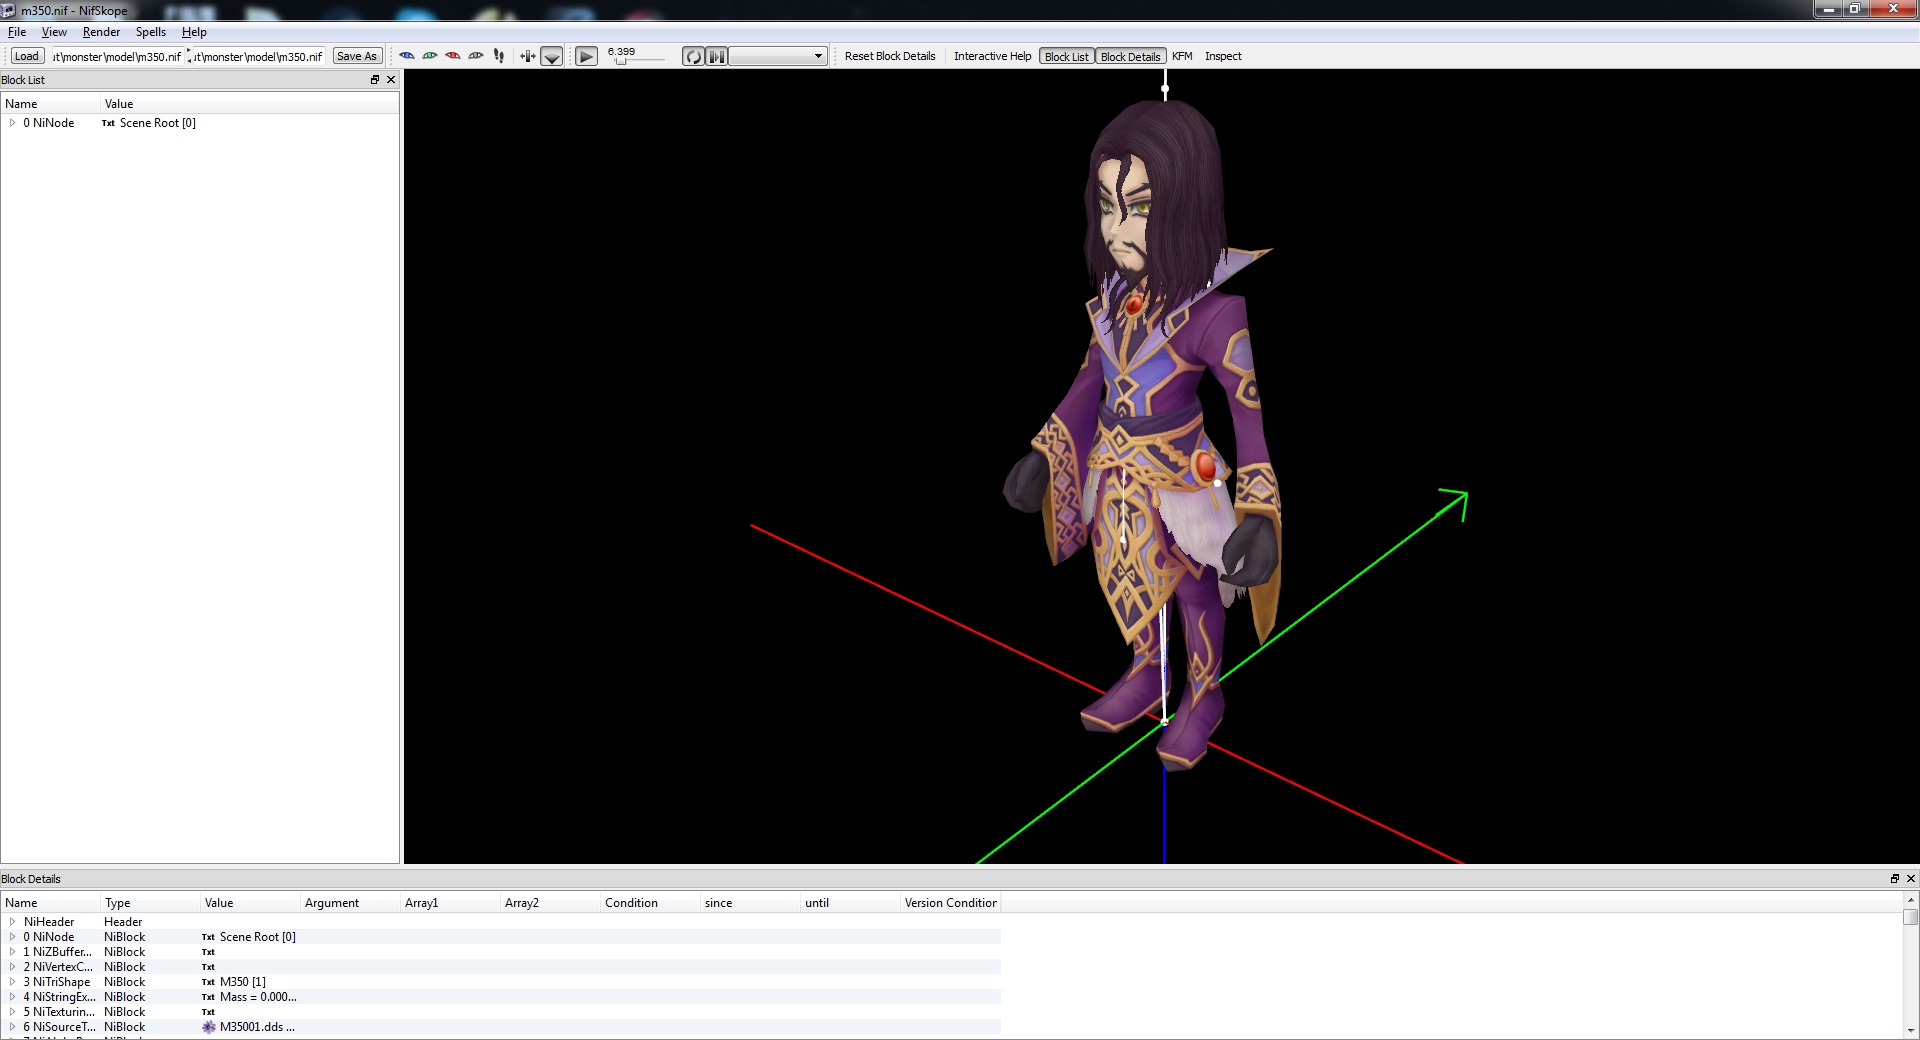 m350.nif - NifSkope
File View Render Spells Help
Load ut\monster\model\m350.nif ut\monster\model\m350.nif Save As 6.399 Reset Block Details Interactive Help Block List Block Details KFM Inspect
Block List
Name Value
0 NiNode Txt Scene Root [0]
Block Details
Name Type Value Argument Array1 Array2 Condition since until Version Condition
NiHeader Header
0 NiNode NiBlock Txt Scene Root [0]
1 NiZBuffer... NiBlock Txt
2 NiVertexC... NiBlock Txt
3 NiTriShape NiBlock Txt M350 [1]
4 NiStringEx... NiBlock Txt Mass = 0.000...
5 NiTexturin... NiBlock Txt
6 NiSourceT... NiBlock M35001.dds ...